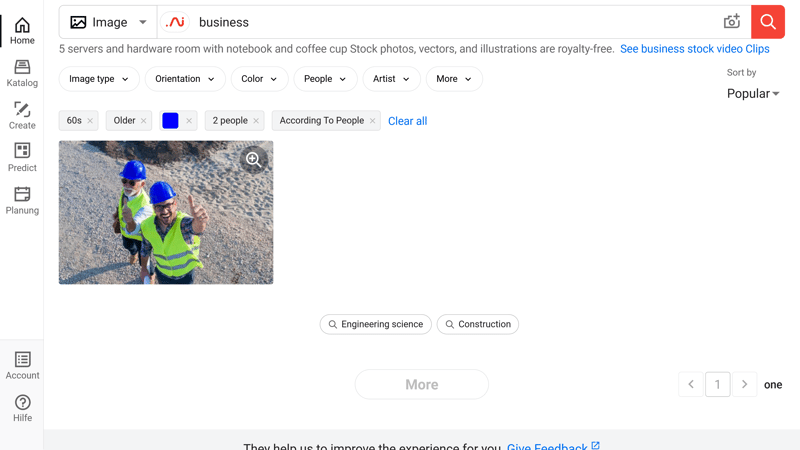 Image
business
Home
5 servers and hardware room with notebook and coffee cup Stock photos, vectors, and illustrations are royalty-free. See business stock video Clips
Katalog
Image type
Orientation
Color
People
Artist
More
Sort by
Popular
Create
60s
Older
2 people
According To People
Clear all
Predict
Planung
Engineering science
Construction
Account
More
1
one
Hilfe
They help us to improve the experience for you. Give Feedback